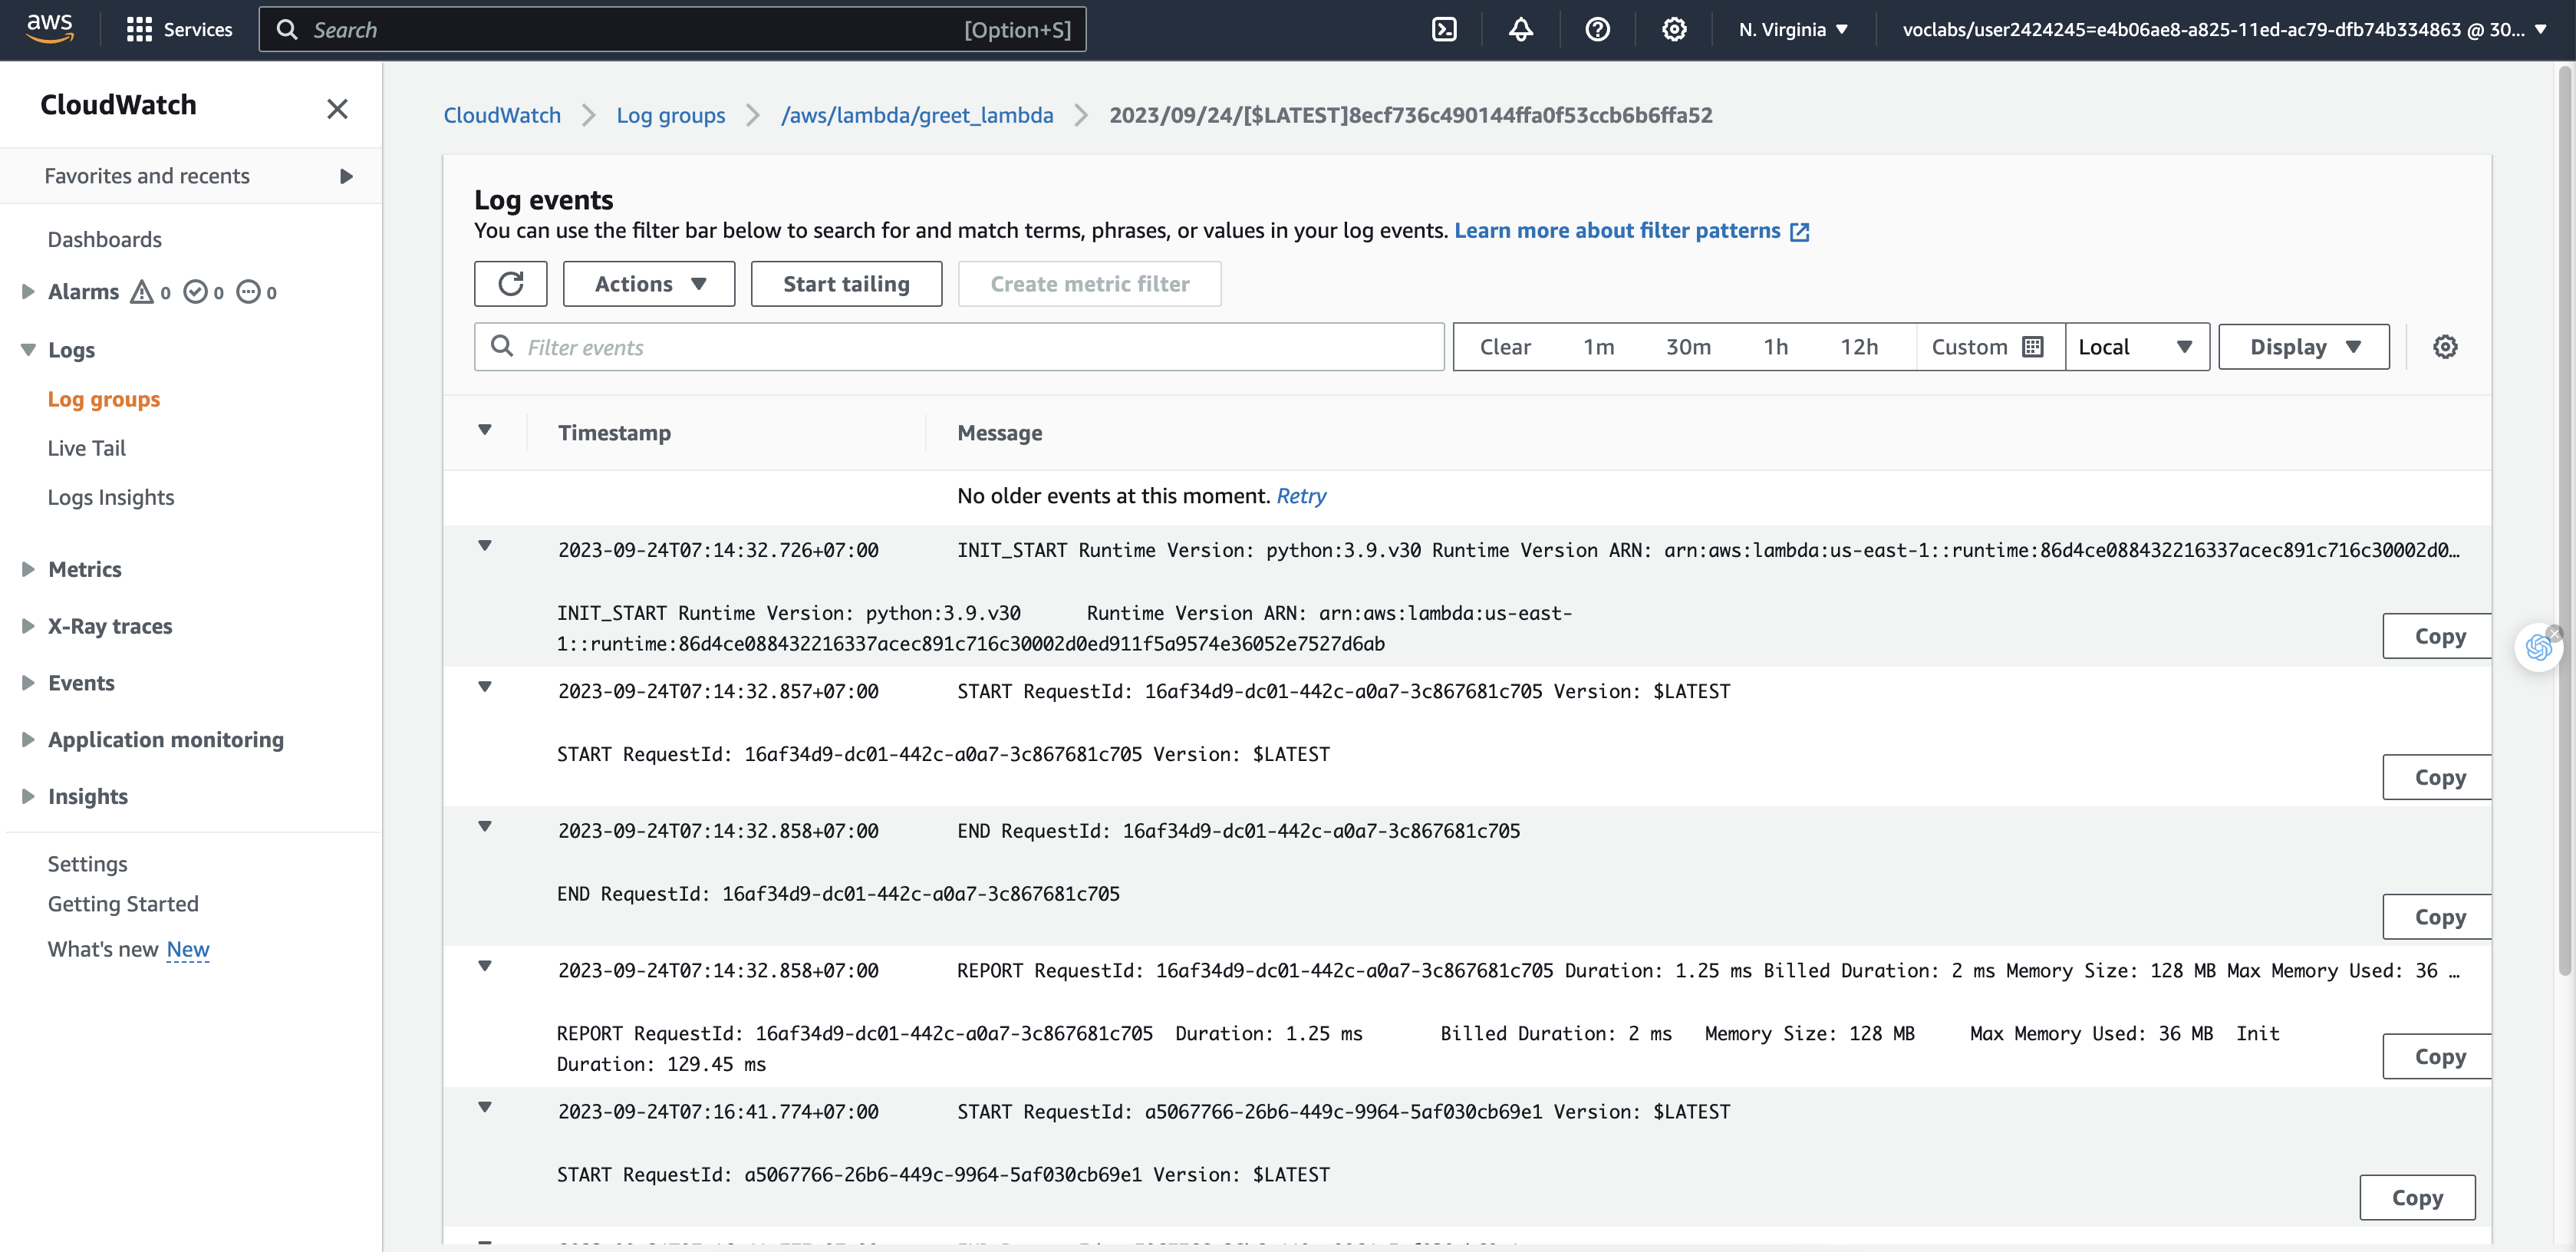 aws
Services
Search
[Option+S]
N. Virginia
voclabs/user2424245=e4b06ae8-a825-11ed-ac79-dfb74b334863 @ 30...
CloudWatch
Favorites and recents
Dashboards
Alarms 0 0 0
Logs
Log groups
Live Tail
Logs Insights
Metrics
X-Ray traces
Events
Application monitoring
Insights
Settings
Getting Started
What's new New
CloudWatch
Log groups
/aws/lambda/greet_lambda
2023/09/24/[$LATEST]8ecf736c490144ffa0f53ccb6b6ffa52
Log events
You can use the filter bar below to search for and match terms, phrases, or values in your log events. Learn more about filter patterns
Actions
Start tailing
Create metric filter
Filter events
Clear 1m 30m 1h 12h Custom Local
Display
Timestamp Message
No older events at this moment. Retry
2023-09-24T07:14:32.726+07:00 INIT_START Runtime Version: python:3.9.v30 Runtime Version ARN: arn:aws:lambda:us-east-1::runtime:86d4ce088432216337acec891c716c30002d0…
INIT_START Runtime Version: python:3.9.v30 Runtime Version ARN: arn:aws:lambda:us-east-
1::runtime:86d4ce088432216337acec891c716c30002d0ed911f5a9574e36052e7527d6ab
Copy
2023-09-24T07:14:32.857+07:00 START RequestId: 16af34d9-dc01-442c-a0a7-3c867681c705 Version: $LATEST
START RequestId: 16af34d9-dc01-442c-a0a7-3c867681c705 Version: $LATEST
Copy
2023-09-24T07:14:32.858+07:00 END RequestId: 16af34d9-dc01-442c-a0a7-3c867681c705
END RequestId: 16af34d9-dc01-442c-a0a7-3c867681c705
Copy
2023-09-24T07:14:32.858+07:00 REPORT RequestId: 16af34d9-dc01-442c-a0a7-3c867681c705 Duration: 1.25 ms Billed Duration: 2 ms Memory Size: 128 MB Max Memory Used: 36 …
REPORT RequestId: 16af34d9-dc01-442c-a0a7-3c867681c705 Duration: 1.25 ms Billed Duration: 2 ms Memory Size: 128 MB Max Memory Used: 36 MB Init
Duration: 129.45 ms
Copy
2023-09-24T07:16:41.774+07:00 START RequestId: a5067766-26b6-449c-9964-5af030cb69e1 Version: $LATEST
START RequestId: a5067766-26b6-449c-9964-5af030cb69e1 Version: $LATEST
Copy